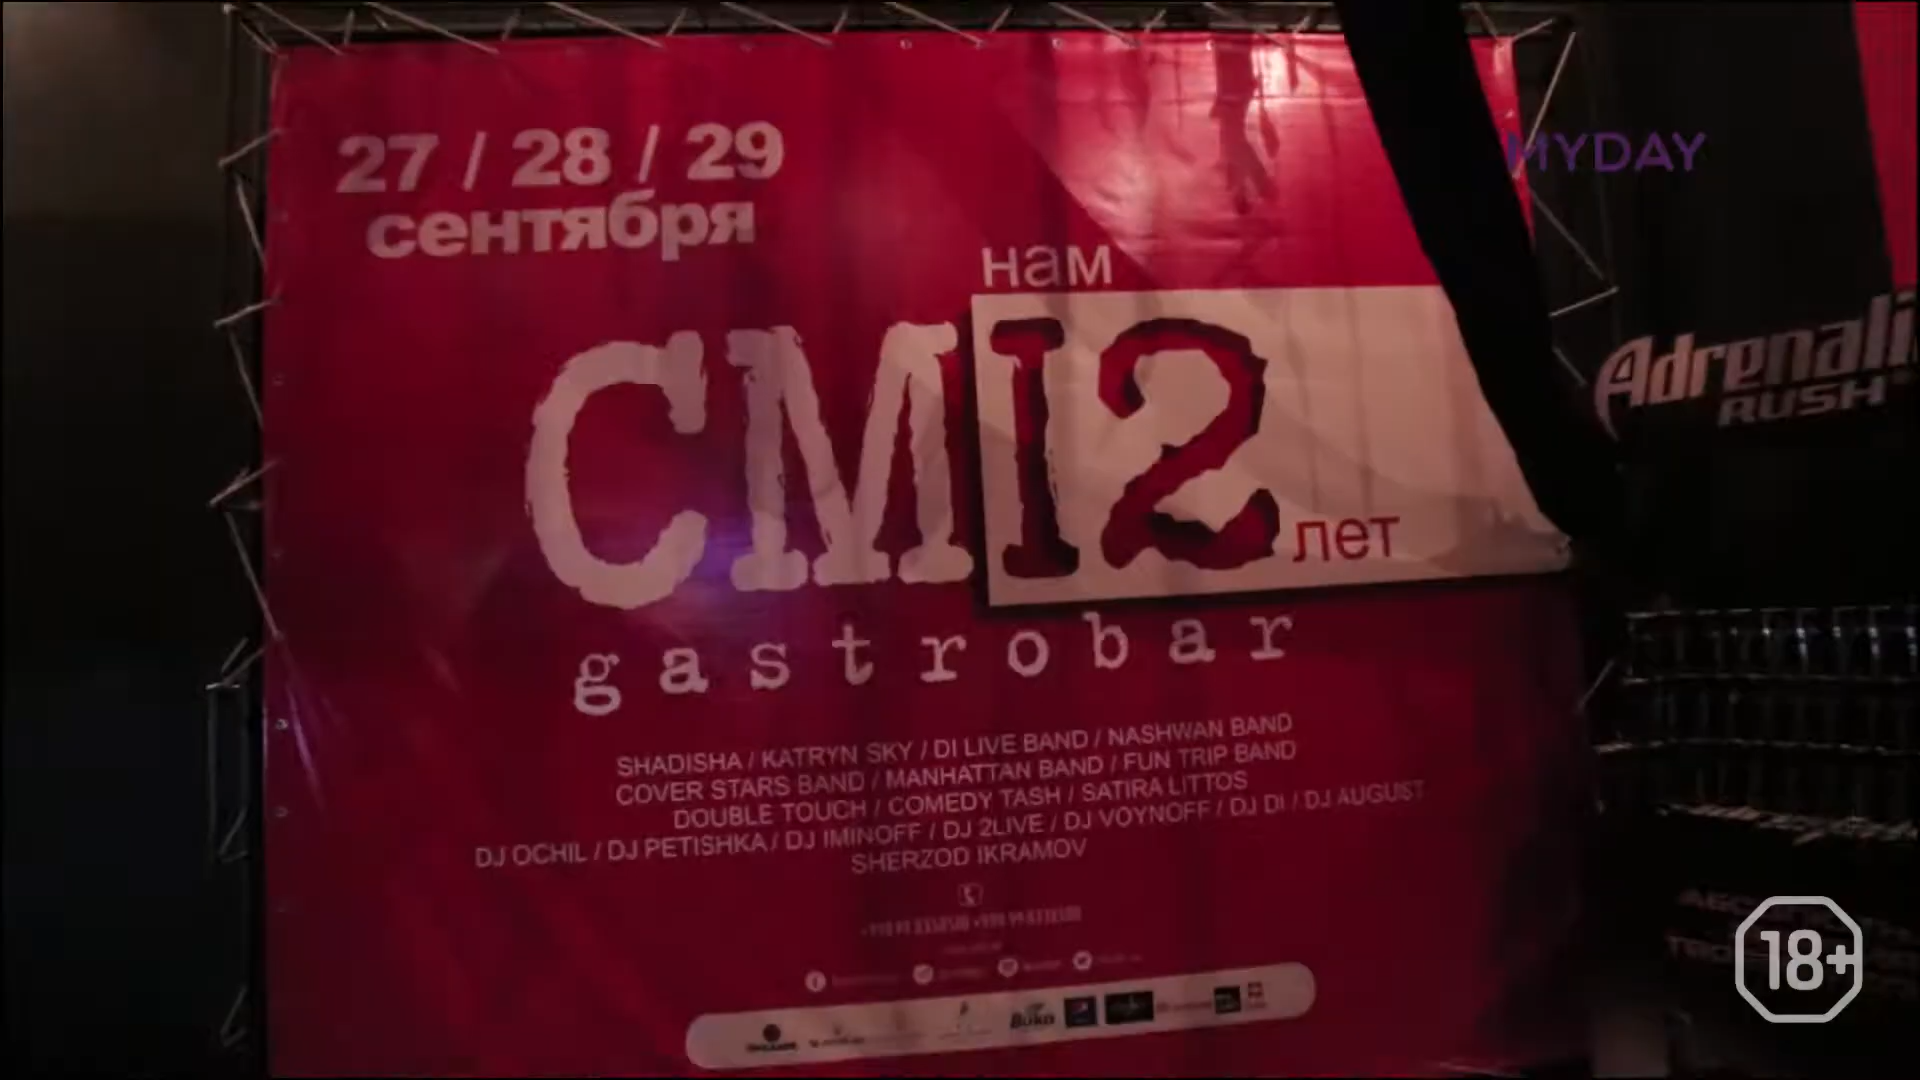 27 / 28 / 29
сентября
MYDAY
нам
СМI2
лет
gastrobar
Adrenali
RUSH
SHADISHA / KATRYN SKY / DI LIVE BAND / NASHWAN BAND
COVER STARS BAND / MANHATTAN BAND / FUN TRIP BAND
DOUBLE TOUCH / COMEDY TASH / SATIRA LITTOS
DJ OCHIL / DJ PETISHKA / DJ IMINOFF / DJ 2LIVE / DJ VOYNOFF / DJ DI / DJ AUGUST
SHERZOD IKRAMOV
18+